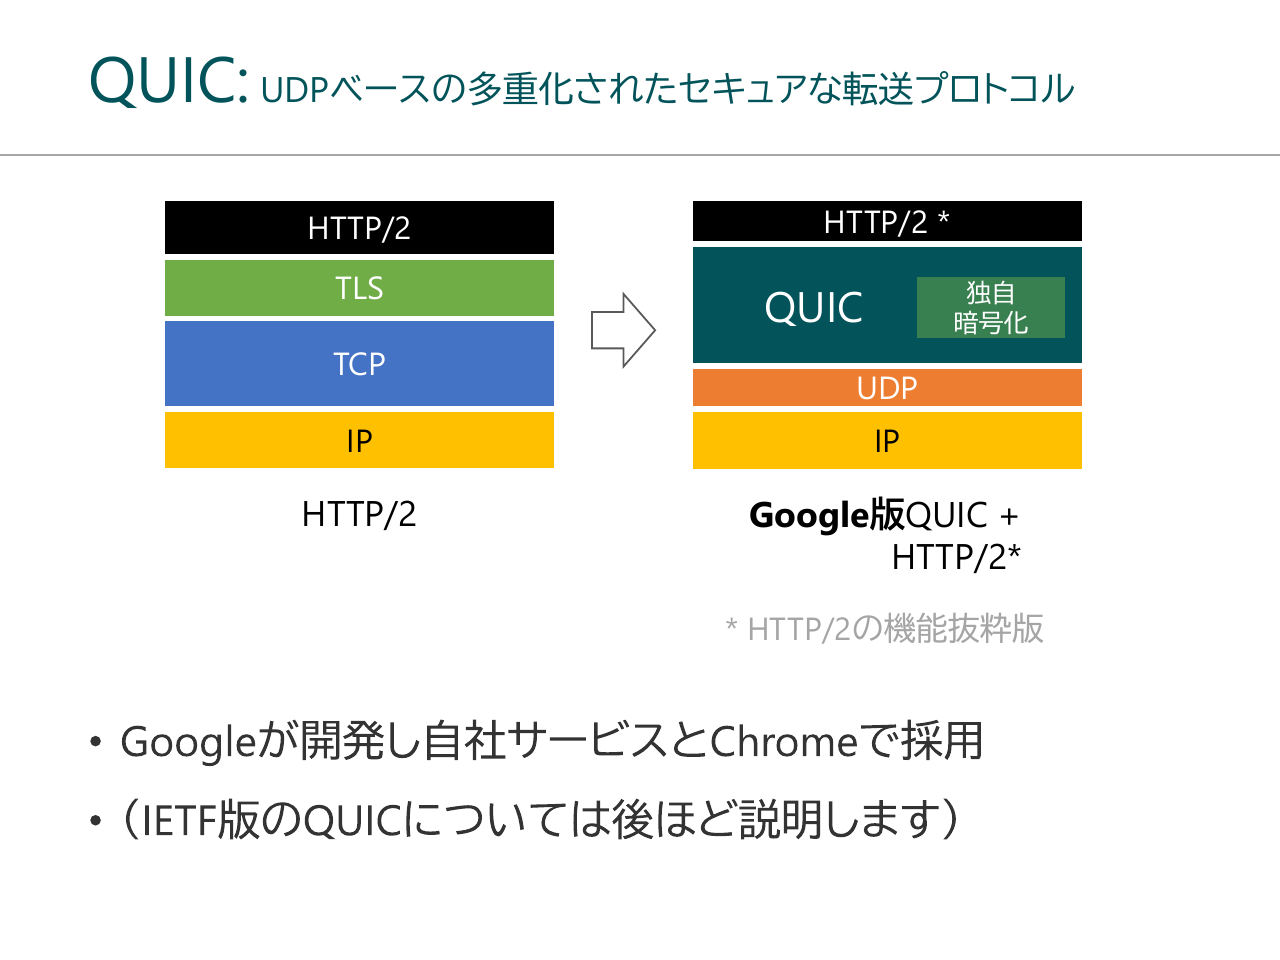 QUIC: UDPベースの多重化されたセキュアな転送プロトコル
HTTP/2
TLS
TCP
IP
HTTP/2
HTTP/2 *
QUIC
独自
暗号化
UDP
IP
Google版QUIC +
HTTP/2*
* HTTP/2の機能抜粋版
• Googleが開発し自社サービスとChromeで採用
• （IETF版のQUICについては後ほど説明します）